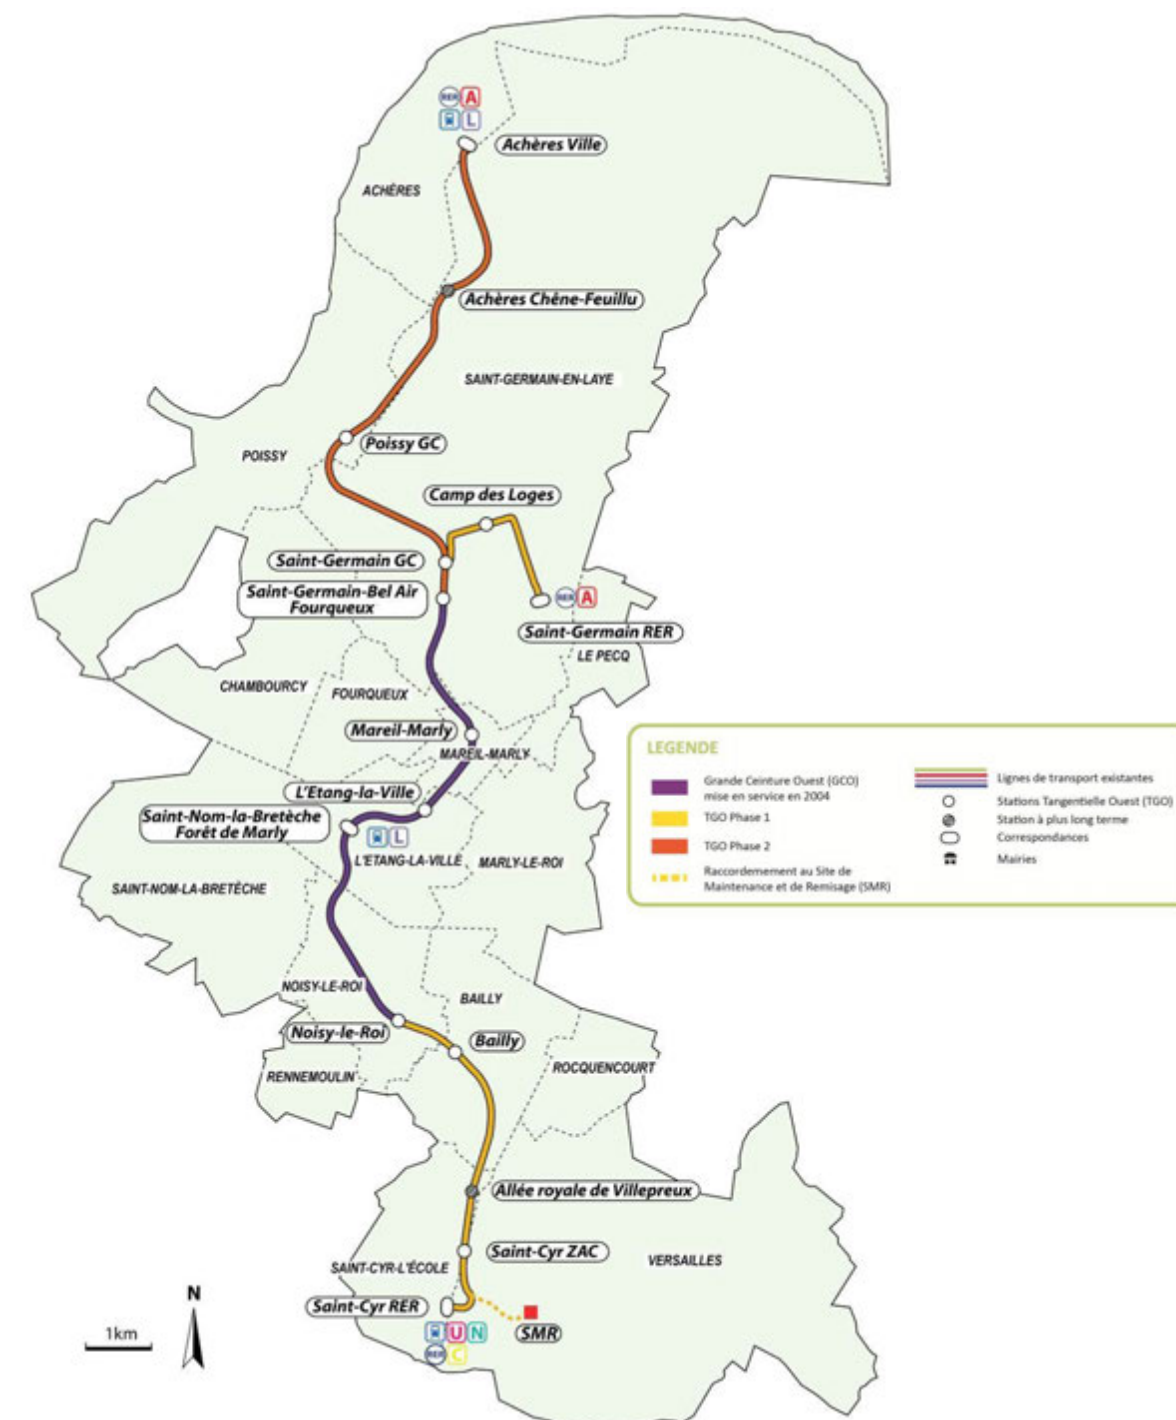 RER A
L
Achères Ville
ACHÈRES
Achères Chêne-Feuillu
SAINT-GERMAIN-EN-LAYE
Poissy GC
POISSY
Camp des Loges
Saint-Germain GC
Saint-Germain-Bel Air
Fourqueux
RER A
Saint-Germain RER
LE PECQ
CHAMBOURCY
FOURQUEUX
Mareil-Marly
MAREIL-MARLY
L'Etang-la-Ville
Saint-Nom-la-Bretèche
Forêt de Marly
L
L'ETANG-LA-VILLE
MARLY-LE-ROI
SAINT-NOM-LA-BRETÈCHE
NOISY-LE-ROI
BAILLY
Noisy-le-Roi
Bailly
ROCQUENCOURT
RENNEMOULIN
Allée royale de Villepreux
Saint-Cyr ZAC
VERSAILLES
SAINT-CYR-L'ÉCOLE
Saint-Cyr RER
SMR
U N
RER C
N
1km
LEGENDE
Grande Ceinture Ouest (GCO)
mise en service en 2004
TGO Phase 1
TGO Phase 2
Raccordemement au Site de
Maintenance et de Remisage (SMR)
Lignes de transport existantes
Stations Tangentielle Ouest (TGO)
Station à plus long terme
Correspondances
Mairies